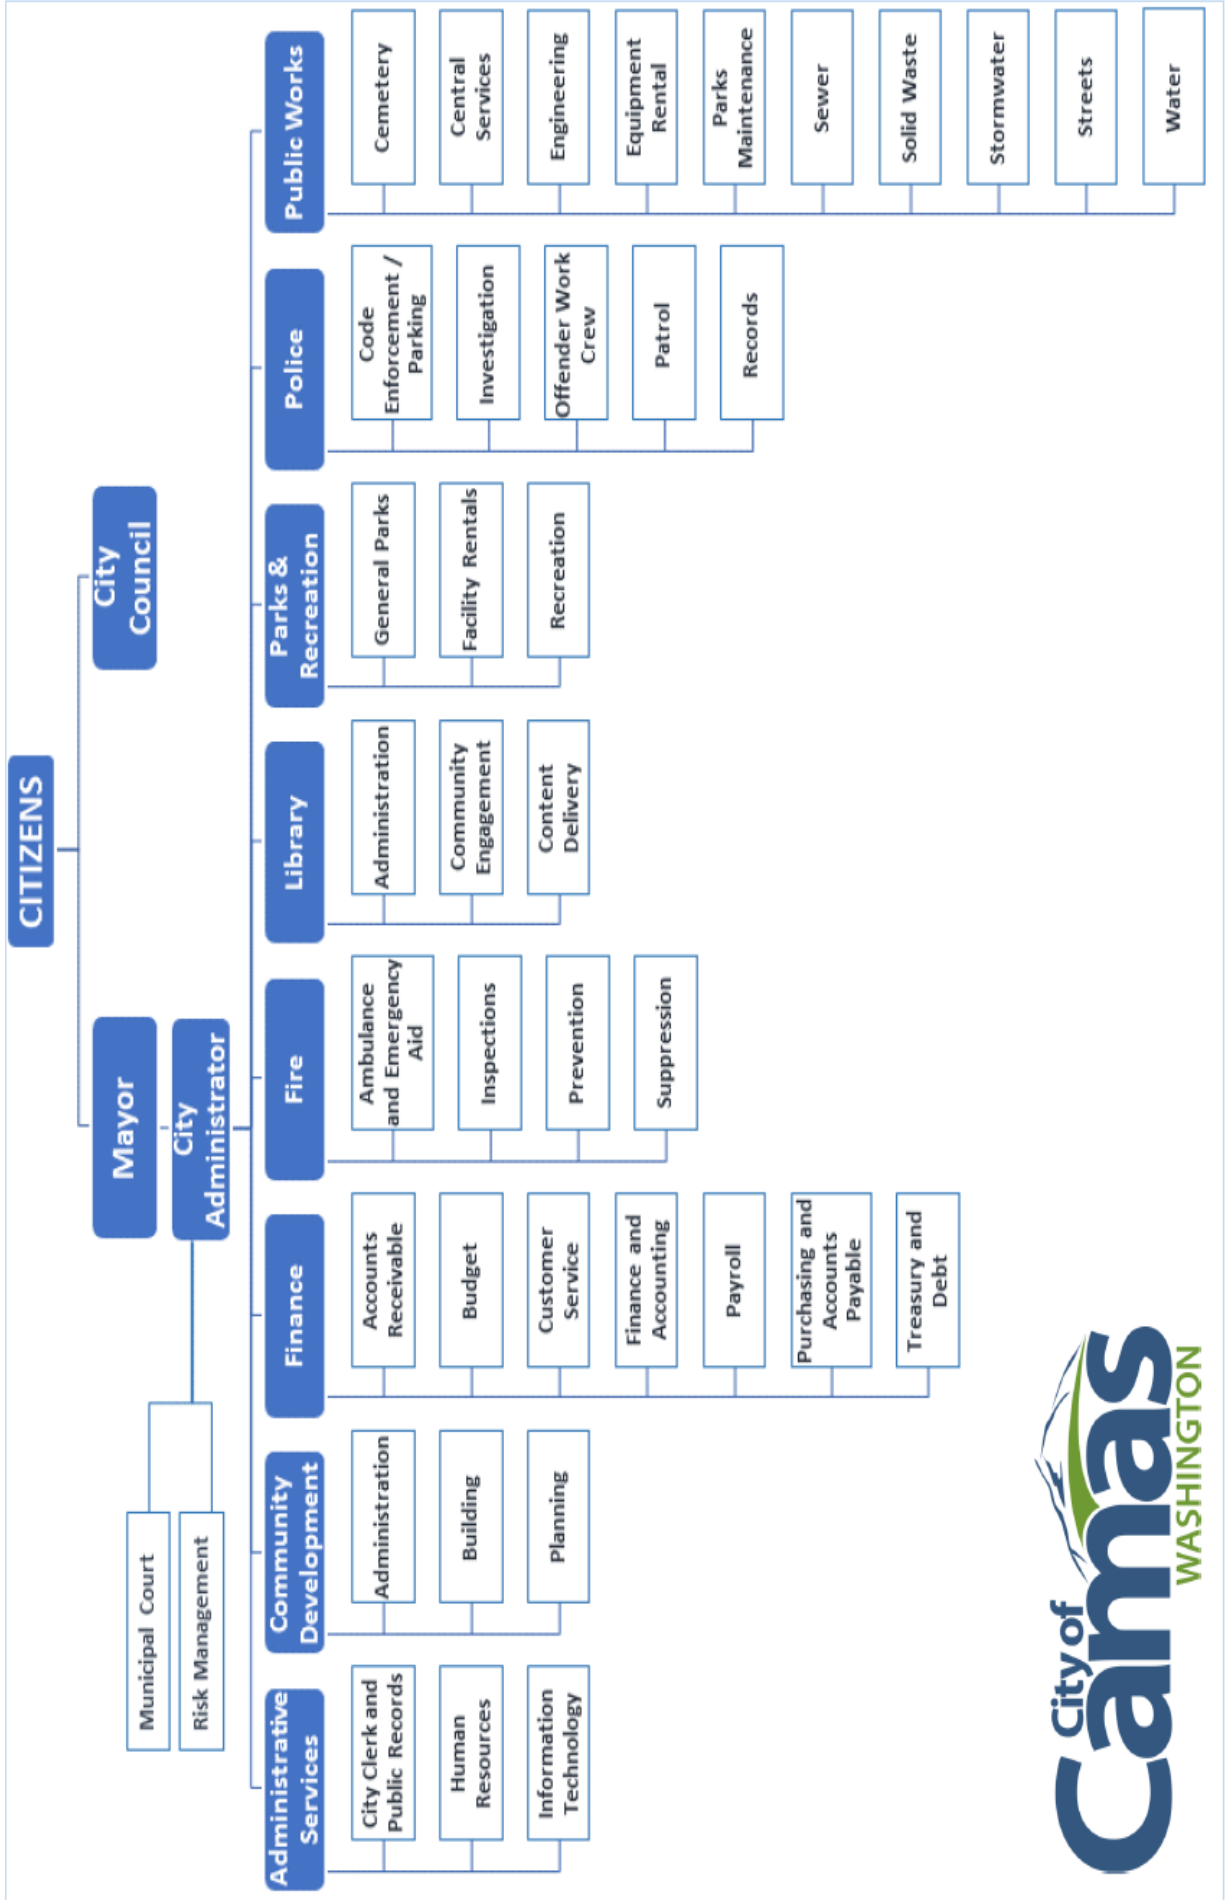 CITIZENS
Mayor
City
Council
City
Administrator
Municipal Court
Risk Management
Administrative
Services
City Clerk and
Public Records
Human
Resources
Information
Technology
Community
Development
Administration
Building
Planning
Finance
Accounts
Receivable
Budget
Customer
Service
Finance and
Accounting
Payroll
Purchasing and
Accounts
Payable
Treasury and
Debt
Fire
Ambulance
and Emergency
Aid
Inspections
Prevention
Suppression
Library
Administration
Community
Engagement
Content
Delivery
Parks &
Recreation
General Parks
Facility Rentals
Recreation
Police
Code
Enforcement /
Parking
Investigation
Offender Work
Crew
Patrol
Records
Public Works
Cemetery
Central
Services
Engineering
Equipment
Rental
Parks
Maintenance
Sewer
Solid Waste
Stormwater
Streets
Water
City of
Camas
WASHINGTON